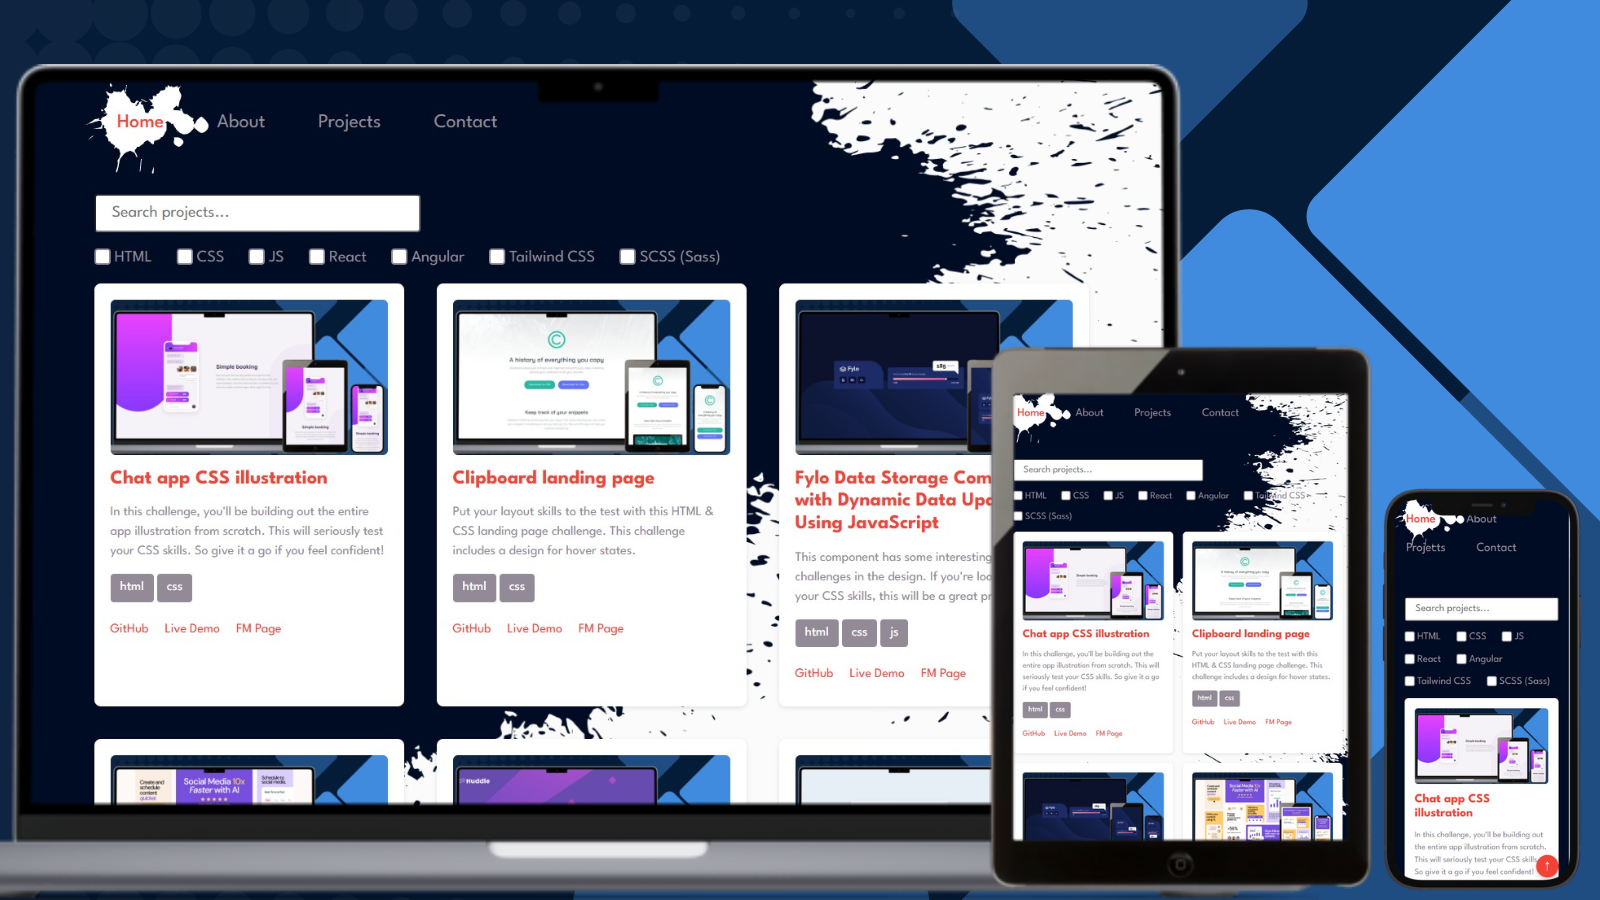 Home About Projects Contact
Search projects...
HTML CSS JS React Angular Tailwind CSS SCSS (Sass)
Simple booking
A history of everything you copy
Keep track of your snippets
Fylo
Chat app CSS illustration
In this challenge, you'll be building out the entire
app illustration from scratch. This will seriously test
your CSS skills. So give it a go if you feel confident!
html css
GitHub Live Demo FM Page
Clipboard landing page
Put your layout skills to the test with this HTML &
CSS landing page challenge. This challenge
includes a design for hover states.
html css
GitHub Live Demo FM Page
Fylo Data Storage Com
with Dynamic Data Upd
Using JavaScript
This component has some interesting
challenges in the design. If you're loo
your CSS skills, this will be a great pr
html css js
GitHub Live Demo FM Page
Create and
schedule
content
quicker.
Social Media 10x
Faster with AI
Schedule to
social media.
Huddle
Home About Projects Contact
Search projects...
HTML CSS JS React Angular Tailwind CSS
SCSS (Sass)
Chat app CSS illustration
In this challenge, you'll be building out the
entire app illustration from scratch. This will
seriously test your CSS skills. So give it a go
if you feel confident!
html css
GitHub Live Demo FM Page
Clipboard landing page
Put your layout skills to the test with this
HTML & CSS landing page challenge. This
challenge includes a design for hover states.
html css
GitHub Live Demo FM Page
Home About
Projects Contact
Search projects...
HTML CSS JS
React Angular
Tailwind CSS SCSS (Sass)
Chat app CSS
illustration
In this challenge, you'll be building out
the entire app illustration from scratch.
This will seriously test your CSS skills.
So give it a go if you feel confident!